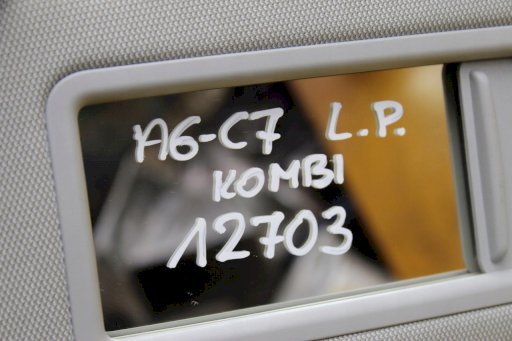 A6-C7 L.P.
KOMBI
12703